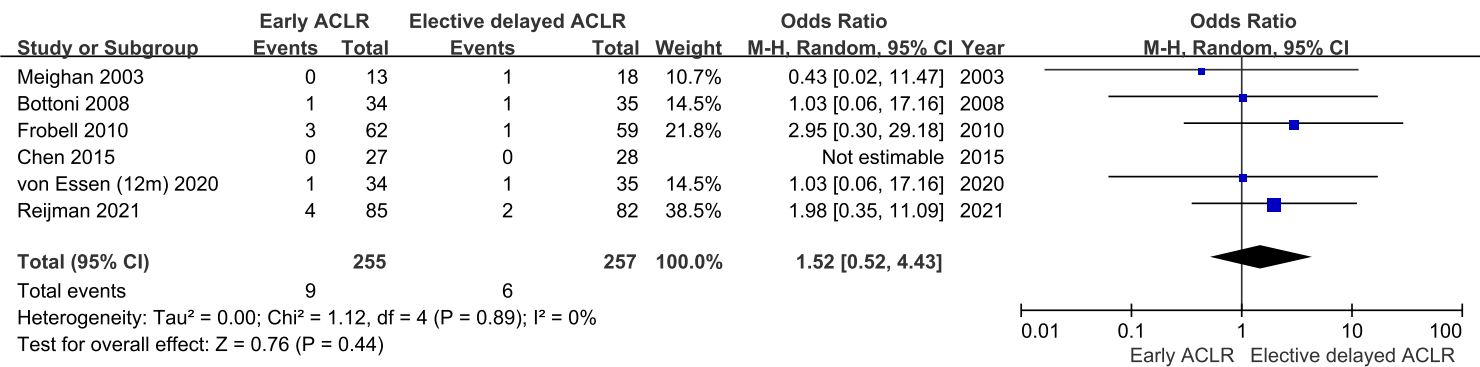 Early ACLR Elective delayed ACLR Odds Ratio Odds Ratio
Study or Subgroup Events Total Events Total Weight M-H, Random, 95% CI Year M-H, Random, 95% CI
Meighan 2003 0 13 1 18 10.7% 0.43 [0.02, 11.47] 2003
Bottoni 2008 1 34 1 35 14.5% 1.03 [0.06, 17.16] 2008
Frobell 2010 3 62 1 59 21.8% 2.95 [0.30, 29.18] 2010
Chen 2015 0 27 0 28 Not estimable 2015
von Essen (12m) 2020 1 34 1 35 14.5% 1.03 [0.06, 17.16] 2020
Reijman 2021 4 85 2 82 38.5% 1.98 [0.35, 11.09] 2021
Total (95% CI) 255 257 100.0% 1.52 [0.52, 4.43]
Total events 9 6
Heterogeneity: Tau² = 0.00; Chi² = 1.12, df = 4 (P = 0.89); I² = 0%
Test for overall effect: Z = 0.76 (P = 0.44)
0.01 0.1 1 10 100
Early ACLR Elective delayed ACLR